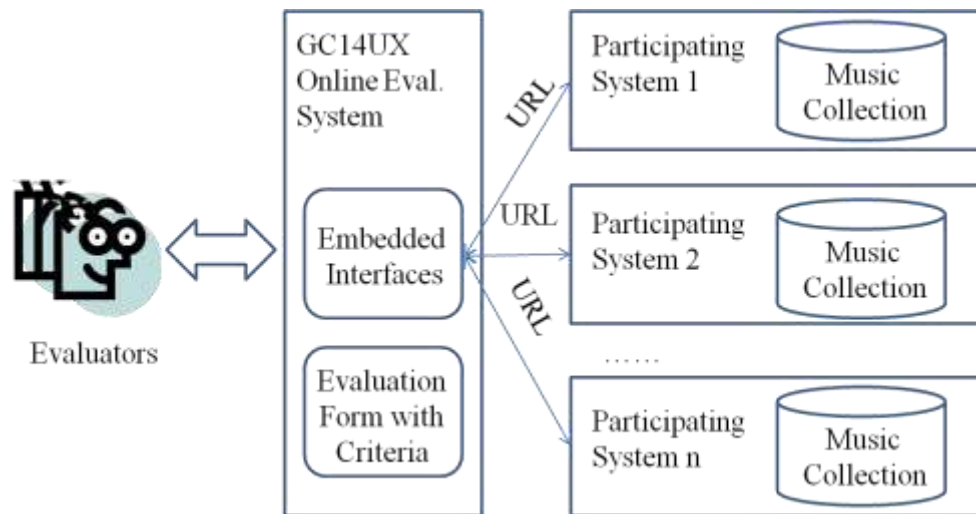 GC14UX
Online Eval.
System
Embedded
Interfaces
Evaluation
Form with
Criteria
Evaluators
URL
URL
URL
Participating
System 1
Music
Collection
Participating
System 2
Music
Collection
......
Participating
System n
Music
Collection